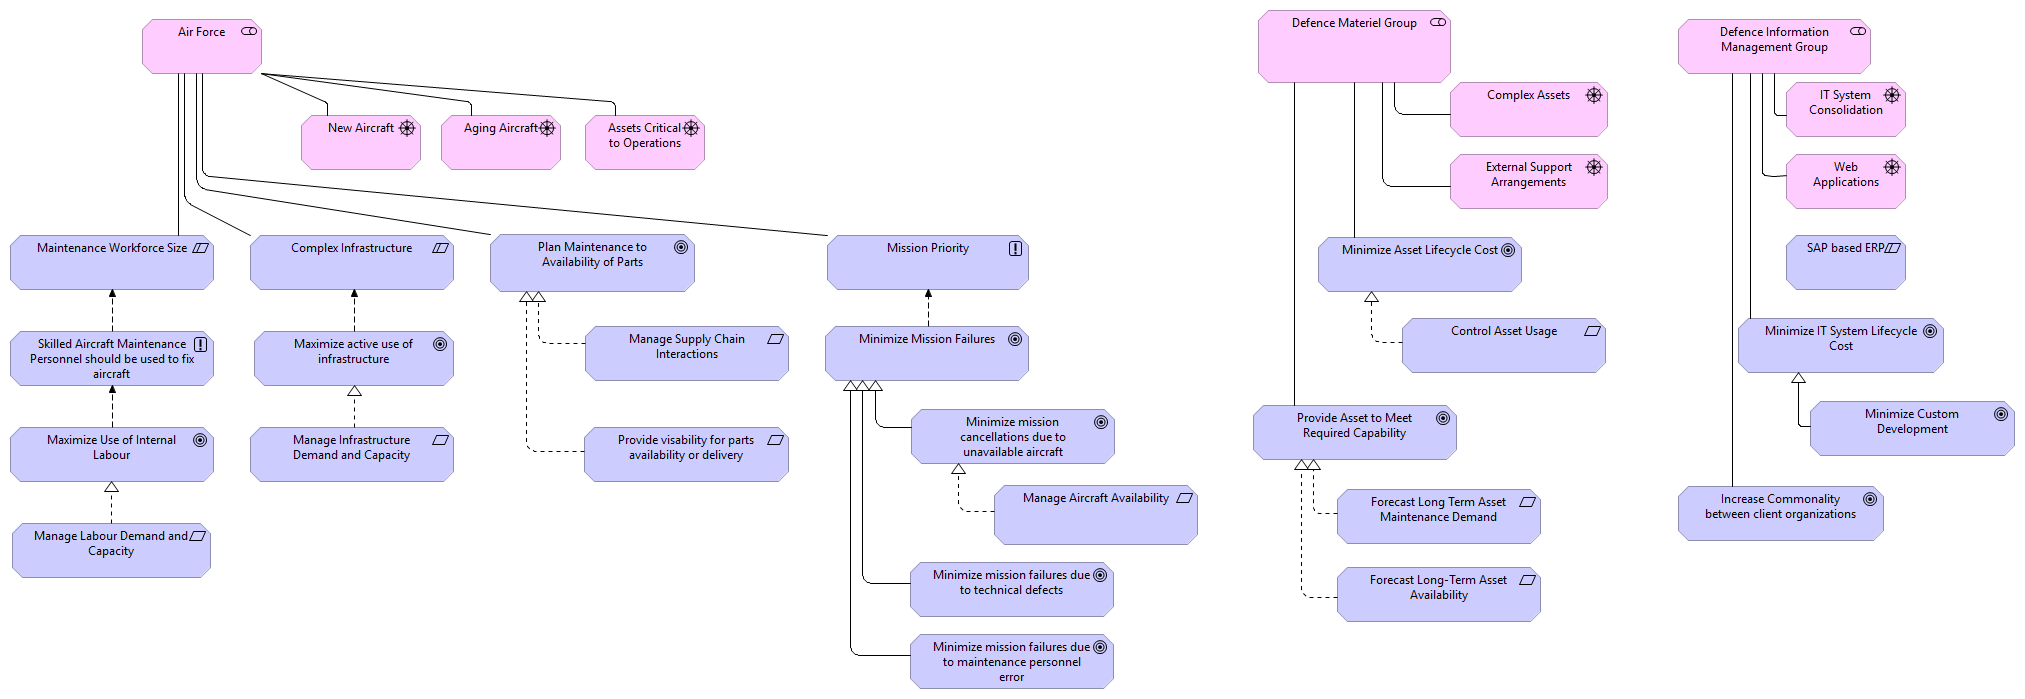 Air Force
Defence Materiel Group
Defence Information
Management Group
New Aircraft
Aging Aircraft
Assets Critical
to Operations
Complex Assets
External Support
Arrangements
IT System
Consolidation
Web
Applications
Maintenance Workforce Size
Complex Infrastructure
Plan Maintenance to
Availability of Parts
Mission Priority
Minimize Asset Lifecycle Cost
SAP based ERP
Skilled Aircraft Maintenance
Personnel should be used to fix
aircraft
Maximize active use of
infrastructure
Manage Supply Chain
Interactions
Minimize Mission Failures
Control Asset Usage
Minimize IT System Lifecycle
Cost
Maximize Use of Internal
Labour
Manage Infrastructure
Demand and Capacity
Provide visability for parts
availability or delivery
Minimize mission
cancellations due to
unavailable aircraft
Provide Asset to Meet
Required Capability
Minimize Custom
Development
Manage Labour Demand and
Capacity
Manage Aircraft Availability
Forecast Long Term Asset
Maintenance Demand
Increase Commonality
between client organizations
Minimize mission failures due
to technical defects
Forecast Long-Term Asset
Availability
Minimize mission failures due
to maintenance personnel
error